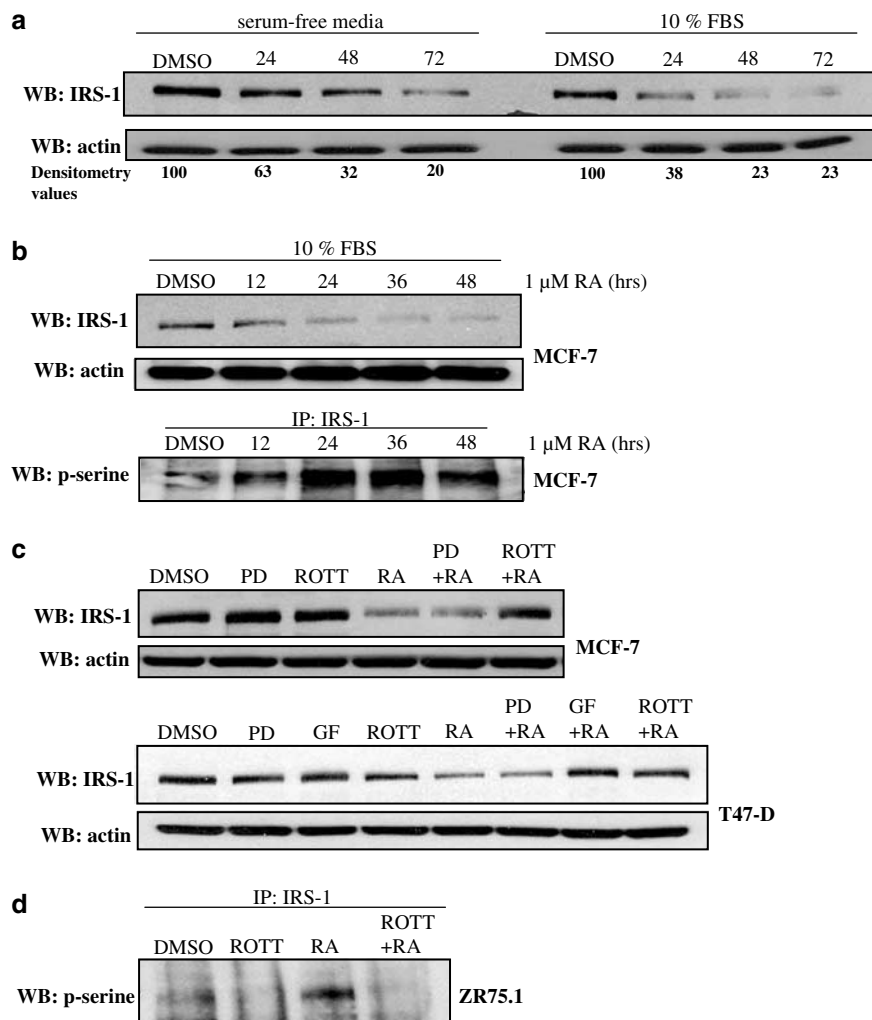 a
serum-free media 10 % FBS
DMSO 24 48 72 DMSO 24 48 72
WB: IRS-1
WB: actin
Densitometry values 100 63 32 20 100 38 23 23
b
10 % FBS
DMSO 12 24 36 48 1 µM RA (hrs)
WB: IRS-1
MCF-7
WB: actin
IP: IRS-1
DMSO 12 24 36 48 1 µM RA (hrs)
WB: p-serine
MCF-7
c
DMSO PD ROTT RA PD +RA ROTT +RA
WB: IRS-1
MCF-7
WB: actin
DMSO PD GF ROTT RA PD +RA GF +RA ROTT +RA
WB: IRS-1
T47-D
WB: actin
d
IP: IRS-1
DMSO ROTT RA ROTT +RA
WB: p-serine ZR75.1